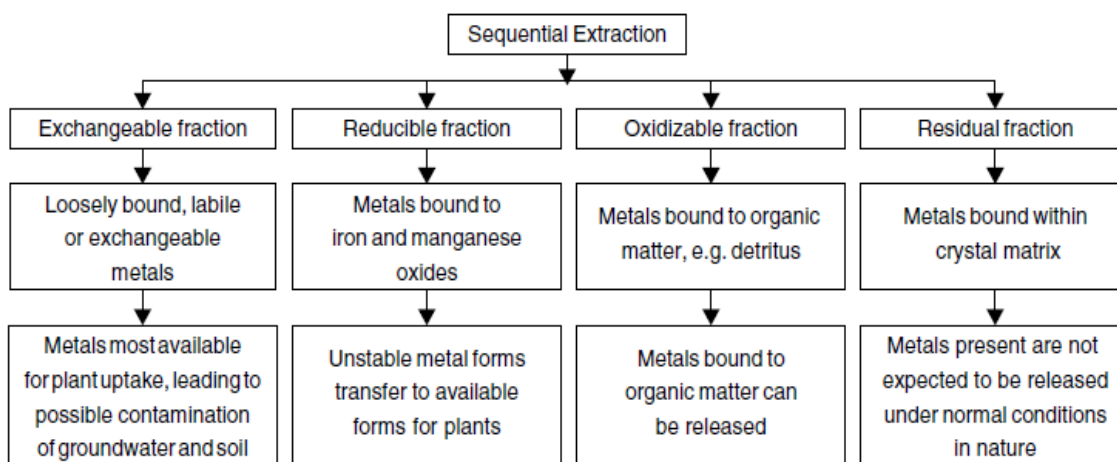 Sequential Extraction
Exchangeable fraction
Reducible fraction
Oxidizable fraction
Residual fraction
Loosely bound, labile
or exchangeable
metals
Metals bound to
iron and manganese
oxides
Metals bound to organic
matter, e.g. detritus
Metals bound within
crystal matrix
Metals most available
for plant uptake, leading to
possible contamination
of groundwater and soil
Unstable metal forms
transfer to available
forms for plants
Metals bound to
organic matter can
be released
Metals present are not
expected to be released
under normal conditions
in nature